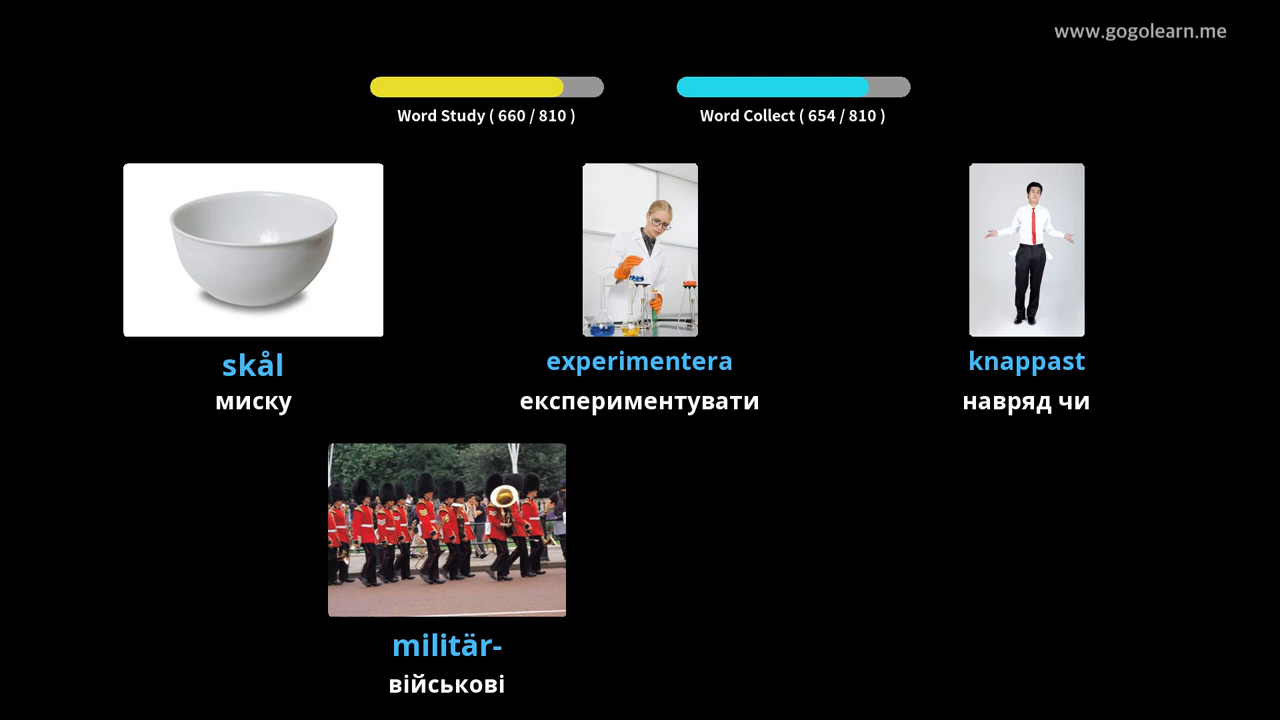 www.gogolearn.me
Word Study ( 660 / 810 )
Word Collect ( 654 / 810 )
skål
миску
experimentera
експериментувати
knappast
навряд чи
militär-
військові